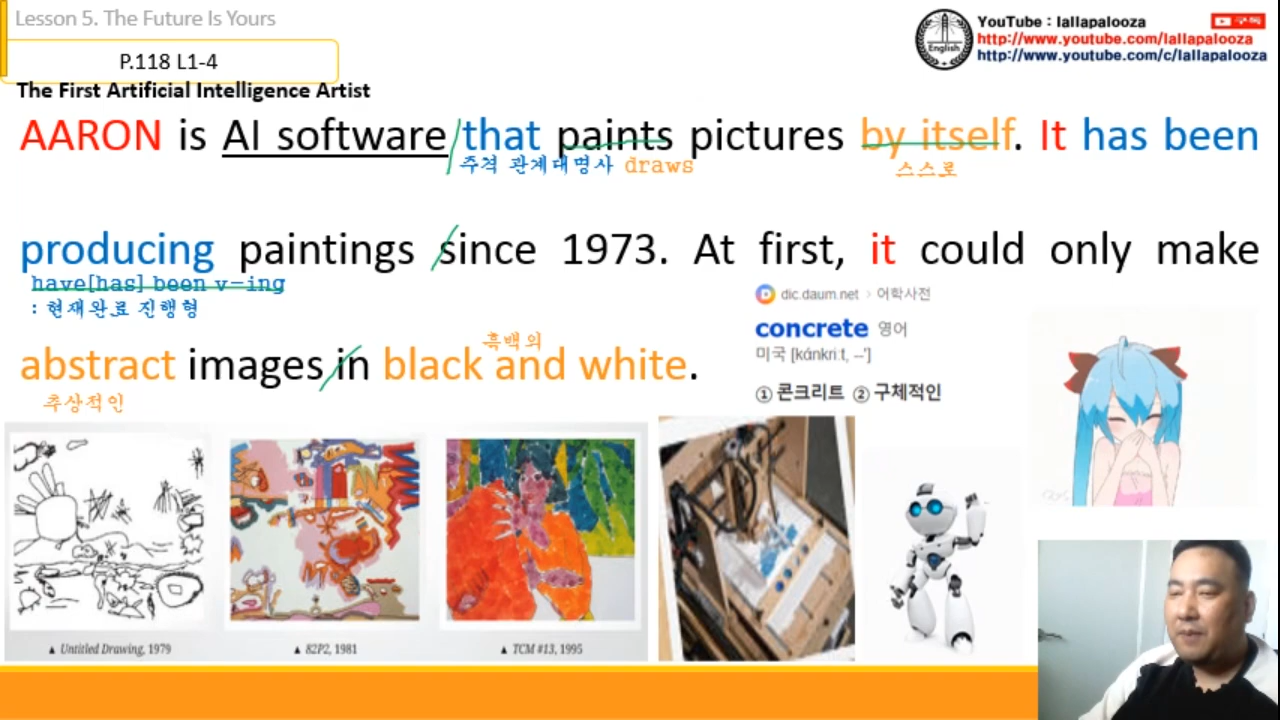 Lesson 5. The Future Is Yours
P.118 L1-4
YouTube : lallapalooza
구독
http://www.youtube.com/lallapalooza
http://www.youtube.com/c/lallapalooza
English
The First Artificial Intelligence Artist
AARON is AI software that paints pictures by itself. It has been
주격 관계대명사 draws
스스로
producing paintings since 1973. At first, it could only make
have[has] been v-ing
: 현재완료 진행형
dic.daum.net > 어학사전
concrete 영어
미국 [kάnkriːt, --']
① 콘크리트 ② 구체적인
흑백의
abstract images in black and white.
추상적인
▲ Untitled Drawing, 1979
▲ 82P2, 1981
▲ TCM #13, 1995